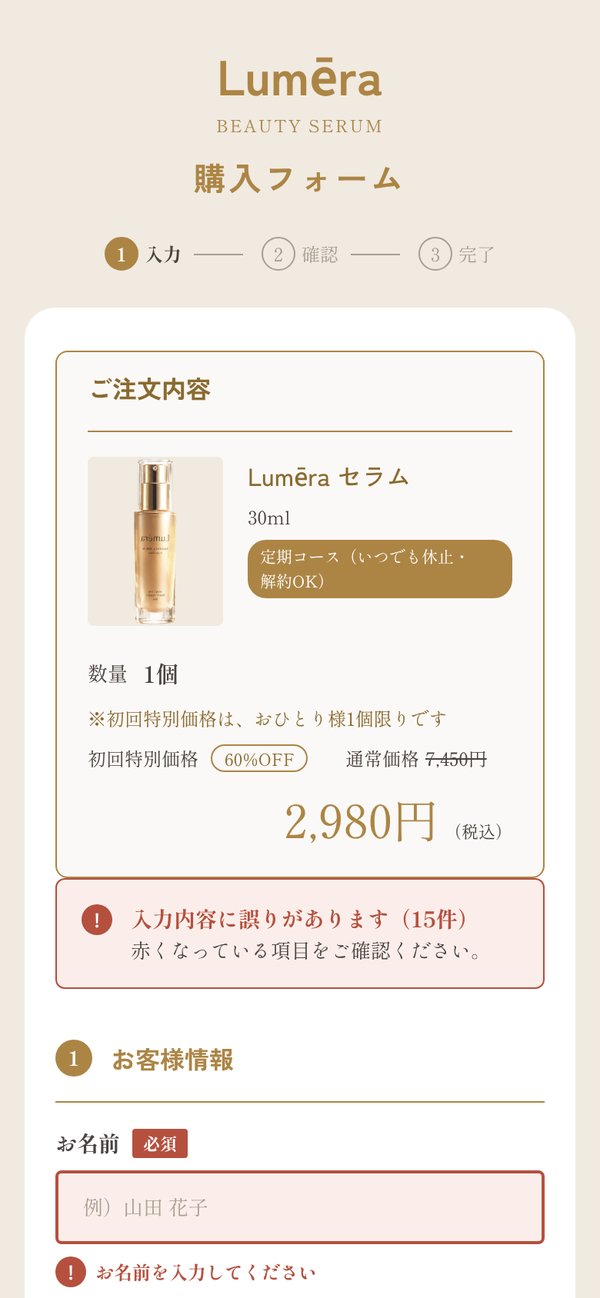 Lumēra
BEAUTY SERUM
購入フォーム
1 入力 2 確認 3 完了
ご注文内容
Lumēra セラム
30ml
定期コース（いつでも休止・
解約OK）
数量 1個
※初回特別価格は、おひとり様1個限りです
初回特別価格 60%OFF 通常価格 7,450円
2,980円 （税込）
! 入力内容に誤りがあります（15件）
赤くなっている項目をご確認ください。
1 お客様情報
お名前 必須
例）山田 花子
! お名前を入力してください